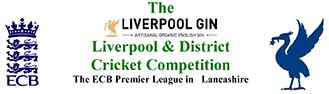 The
LIVERPOOL GIN
ARTISANAL ORGANIC ENGLISH GIN
Liverpool & District
Cricket Competition
The ECB Premier League in Lancashire
ECB